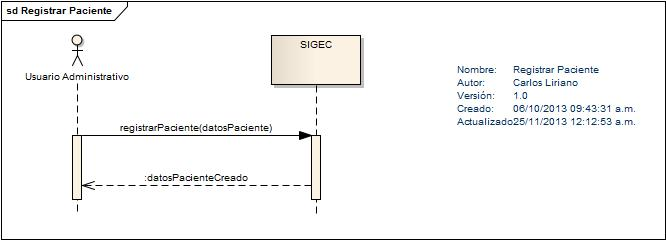 sd Registrar Paciente
Usuario Administrativo
SIGEC
Nombre: Registrar Paciente
Autor: Carlos Liriano
Versión: 1.0
Creado: 06/10/2013 09:43:31 a.m.
Actualizado25/11/2013 12:12:53 a.m.
registrarPaciente(datosPaciente)
:datosPacienteCreado